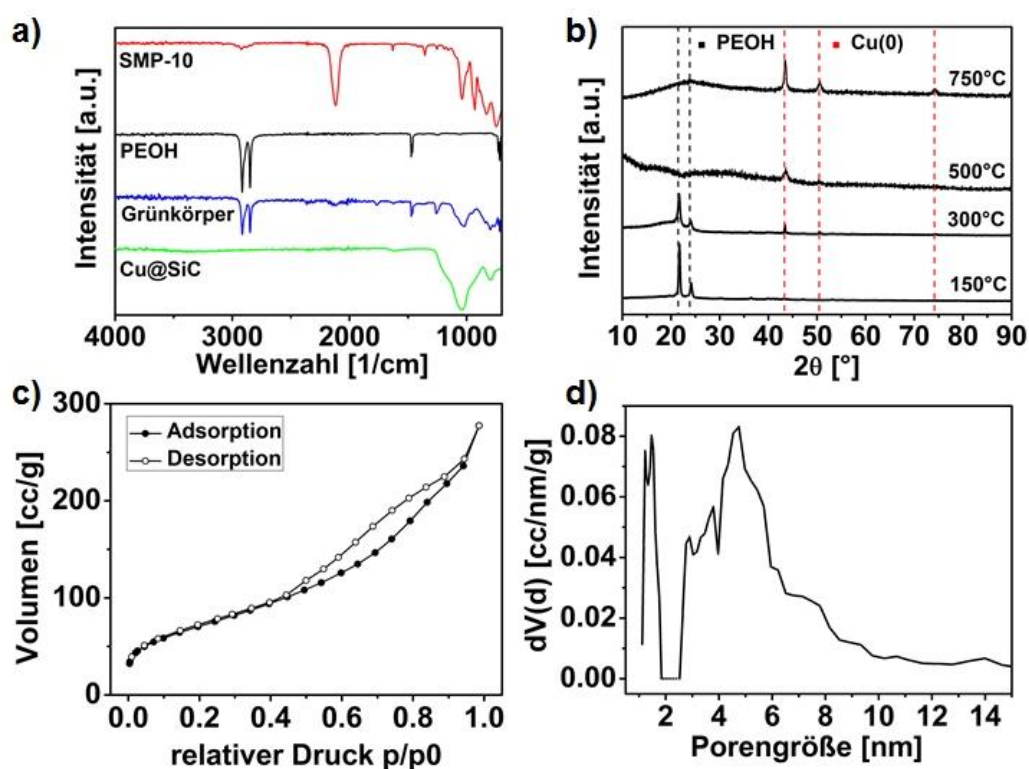 a)
SMP-10
PEOH
Grünkörper
Cu@SiC
Intensität [a.u.]
4000 3000 2000 1000
Wellenzahl [1/cm]
b)
PEOH Cu(0)
750°C
500°C
300°C
150°C
Intensität [a.u.]
10 20 30 40 50 60 70 80 90
2θ [°]
c)
300
200
100
0
Adsorption
Desorption
Volumen [cc/g]
0.0 0.2 0.4 0.6 0.8 1.0
relativer Druck p/p0
d)
0.08
0.06
0.04
0.02
0.00
dV(d) [cc/nm/g]
2 4 6 8 10 12 14
Porengröße [nm]